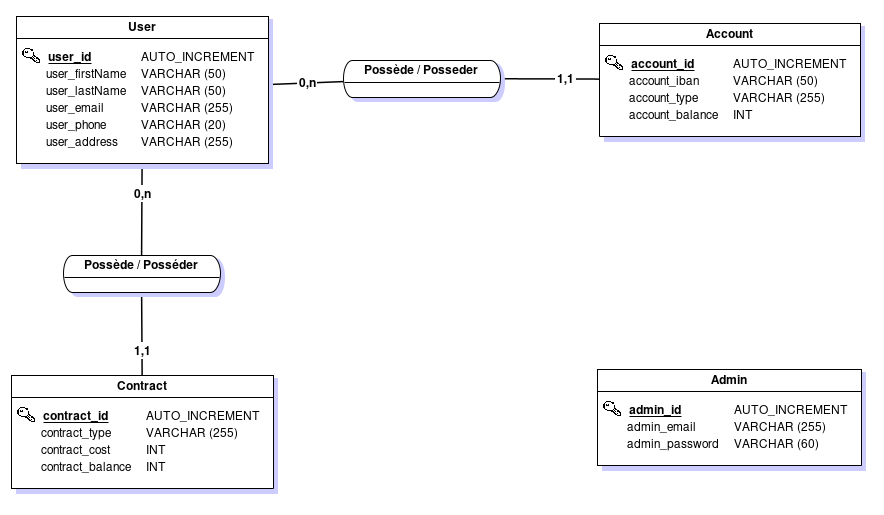 User
user_id AUTO_INCREMENT
user_firstName VARCHAR (50)
user_lastName VARCHAR (50)
user_email VARCHAR (255)
user_phone VARCHAR (20)
user_address VARCHAR (255)
0,n
Possède / Posseder
1,1
Account
account_id AUTO_INCREMENT
account_iban VARCHAR (50)
account_type VARCHAR (255)
account_balance INT
0,n
Possède / Posséder
1,1
Contract
contract_id AUTO_INCREMENT
contract_type VARCHAR (255)
contract_cost INT
contract_balance INT
Admin
admin_id AUTO_INCREMENT
admin_email VARCHAR (255)
admin_password VARCHAR (60)